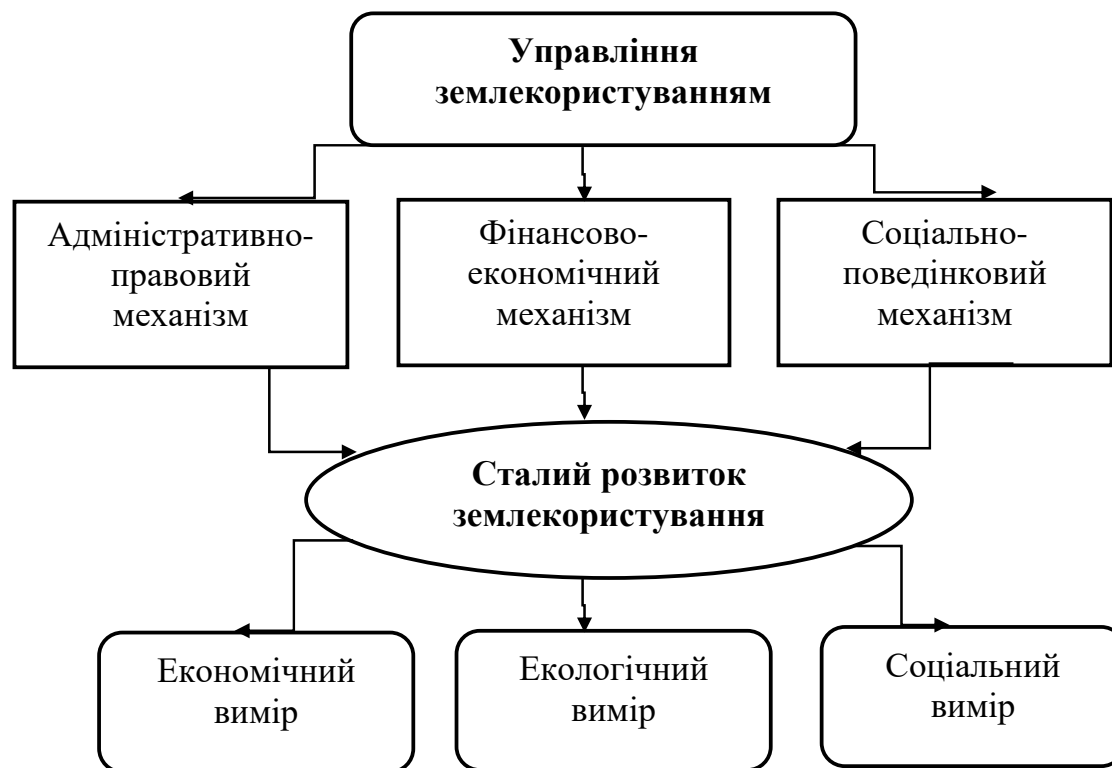 Управління
землекористуванням
Адміністративно-
правовий
механізм
Фінансово-
економічний
механізм
Соціально-
поведінковий
механізм
Сталий розвиток
землекористування
Економічний
вимір
Екологічний
вимір
Соціальний
вимір